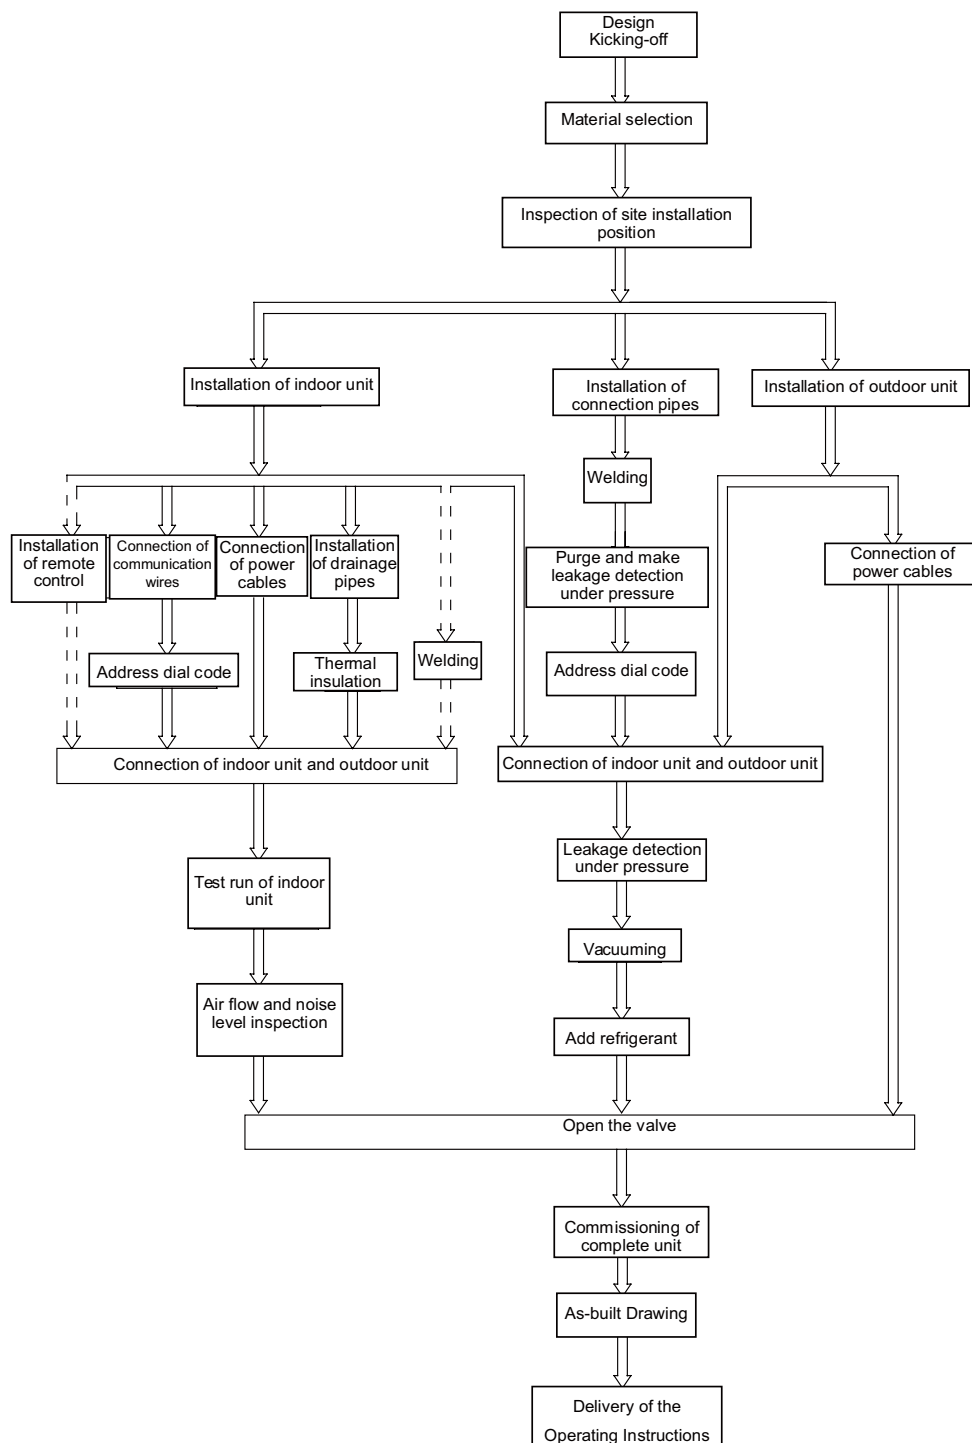 Design
Kicking-off
Material selection
Inspection of site installation
position
Installation of indoor unit
Installation of
connection pipes
Installation of outdoor unit
Welding
Installation
of remote
control
Connection of
communication
wires
Connection
of power
cables
Installation
of drainage
pipes
Purge and make
leakage detection
under pressure
Connection of
power cables
Address dial code
Thermal
insulation
Welding
Address dial code
Connection of indoor unit and outdoor unit
Connection of indoor unit and outdoor unit
Leakage detection
under pressure
Test run of indoor
unit
Vacuuming
Air flow and noise
level inspection
Add refrigerant
Open the valve
Commissioning of
complete unit
As-built Drawing
Delivery of the
Operating Instructions